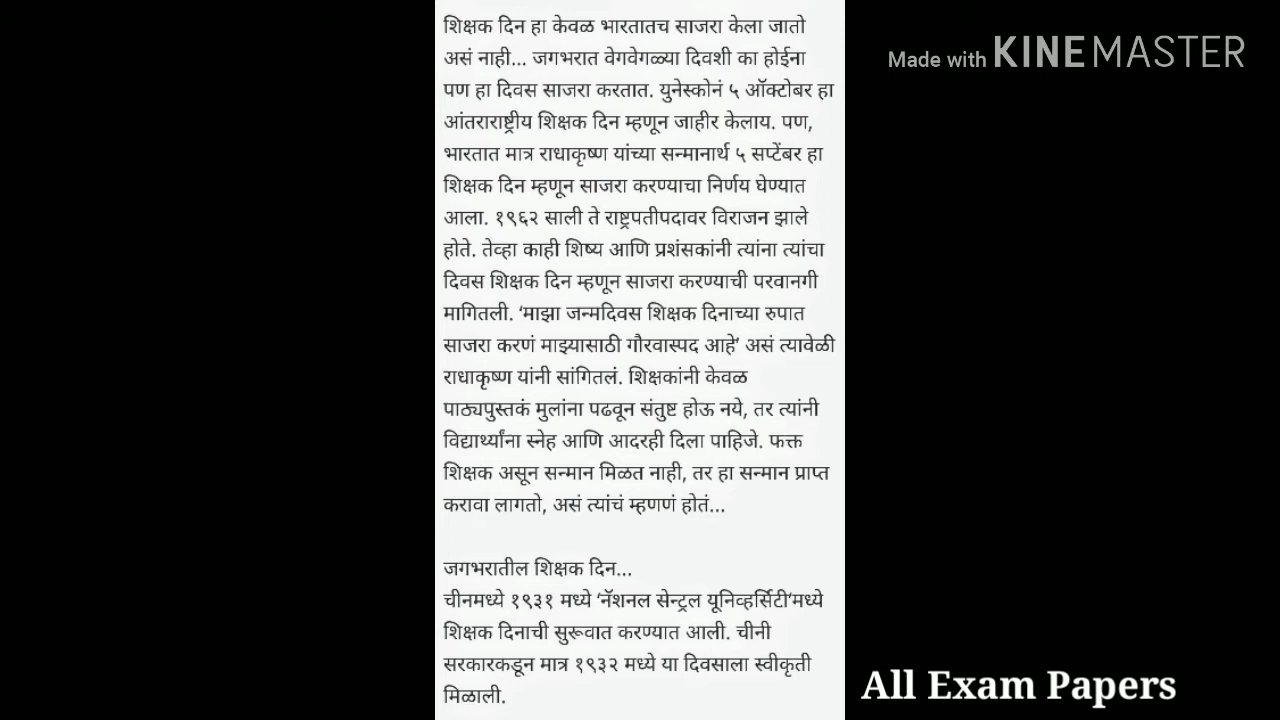 शिक्षक दिन हा केवळ भारतातच साजरा केला जातो
असं नाही... जगभरात वेगवेगळ्या दिवशी का होईना
पण हा दिवस साजरा करतात. युनेस्कोनं ५ ऑक्टोबर हा
आंतराराष्ट्रीय शिक्षक दिन म्हणून जाहीर केलाय. पण,
भारतात मात्र राधाकृष्ण यांच्या सन्मानार्थ ५ सप्टेंबर हा
शिक्षक दिन म्हणून साजरा करण्याचा निर्णय घेण्यात
आला. १९६२ साली ते राष्ट्रपतीपदावर विराजन झाले
होते. तेव्हा काही शिष्य आणि प्रशंसकांनी त्यांना त्यांचा
दिवस शिक्षक दिन म्हणून साजरा करण्याची परवानगी
मागितली. ‘माझा जन्मदिवस शिक्षक दिनाच्या रुपात
साजरा करणं माझ्यासाठी गौरवास्पद आहे’ असं त्यावेळी
राधाकृष्ण यांनी सांगितलं. शिक्षकांनी केवळ
पाठ्यपुस्तकं मुलांना पढवून संतुष्ट होऊ नये, तर त्यांनी
विद्यार्थ्यांना स्नेह आणि आदरही दिला पाहिजे. फक्त
शिक्षक असून सन्मान मिळत नाही, तर हा सन्मान प्राप्त
करावा लागतो, असं त्यांचं म्हणणं होतं...
जगभरातील शिक्षक दिन...
चीनमध्ये १९३१ मध्ये ‘नॅशनल सेन्ट्रल यूनिव्हर्सिटी’मध्ये
शिक्षक दिनाची सुरूवात करण्यात आली. चीनी
सरकारकडून मात्र १९३२ मध्ये या दिवसाला स्वीकृती
मिळाली.
Made with KINEMASTER
All Exam Papers